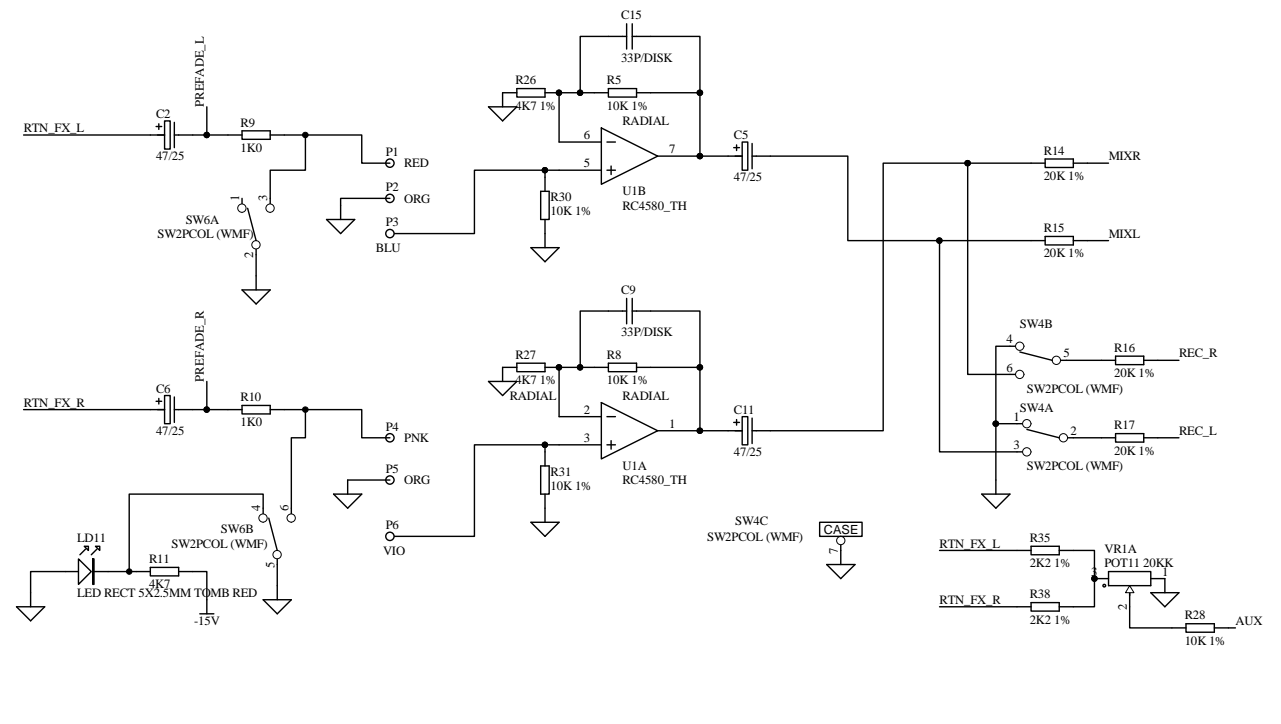 C15
33P/DISK
PREFADE_L
R26
4K7 1%
R5
10K 1%
RADIAL
RTN_FX_L
C2
+
47/25
R9
1K0
P1
RED
P2
ORG
P3
BLU
6
5
7
U1B
RC4580_TH
R30
10K 1%
C5
+
47/25
R14
20K 1%
MIXR
R15
20K 1%
MIXL
1
3
2
SW6A
SW2PCOL (WMF)
C9
33P/DISK
PREFADE_R
R27
4K7 1%
RADIAL
R8
10K 1%
RADIAL
RTN_FX_R
C6
+
47/25
R10
1K0
P4
PNK
P5
ORG
P6
VIO
2
3
1
U1A
RC4580_TH
R31
10K 1%
C11
+
47/25
SW4B
4
5
6
SW2PCOL (WMF)
R16
20K 1%
REC_R
SW4A
1
2
3
SW2PCOL (WMF)
R17
20K 1%
REC_L
4
6
5
SW6B
SW2PCOL (WMF)
LD11
R11
4K7
LED RECT 5X2.5MM TOMB RED
-15V
SW4C
SW2PCOL (WMF)
CASE
7
RTN_FX_L
R35
2K2 1%
RTN_FX_R
R38
2K2 1%
VR1A
POT11 20KK
3
1
2
R28
10K 1%
AUX